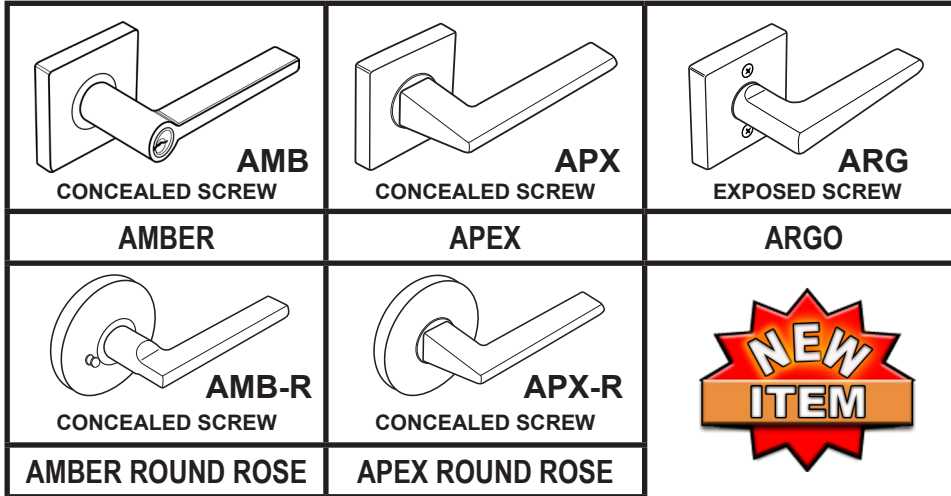 AMB
CONCEALED SCREW
APX
CONCEALED SCREW
ARG
EXPOSED SCREW
AMBER
APEX
ARGO
AMB-R
CONCEALED SCREW
APX-R
CONCEALED SCREW
NEW
ITEM
AMBER ROUND ROSE
APEX ROUND ROSE